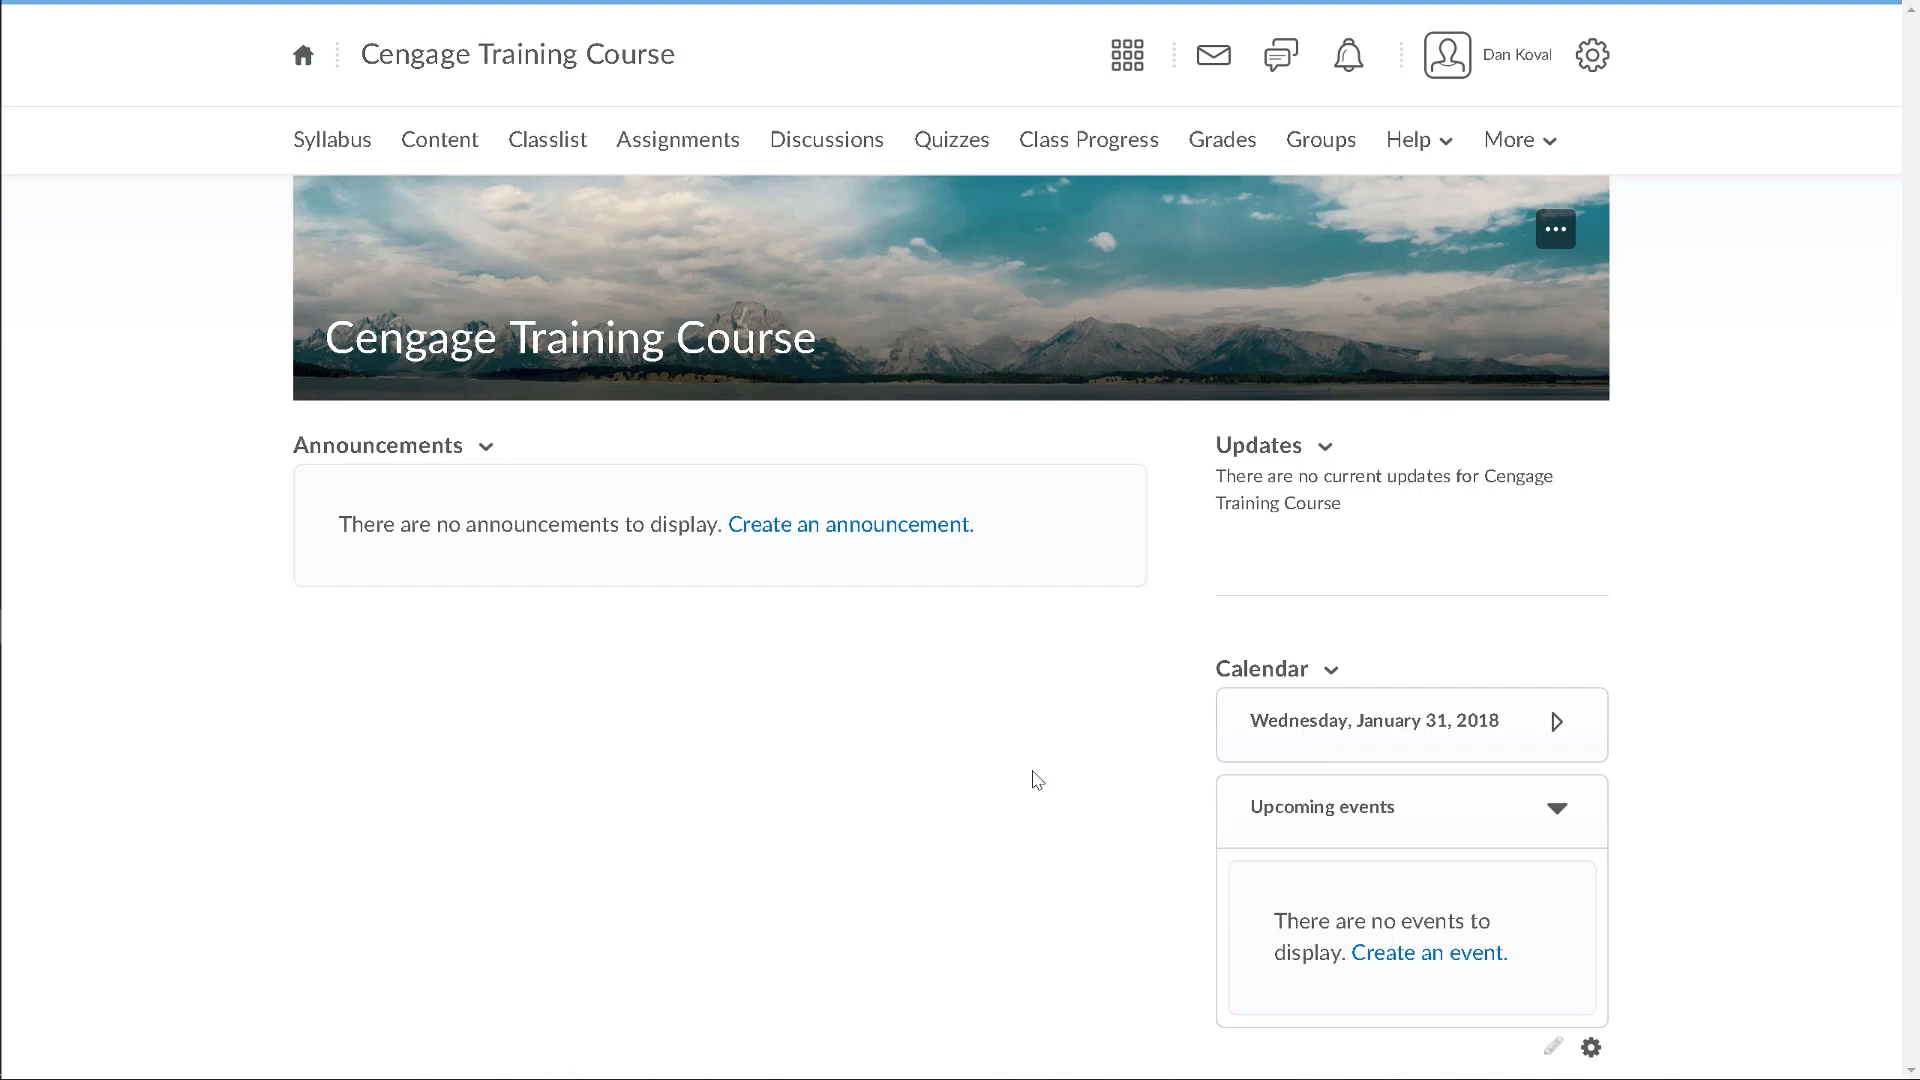 Cengage Training Course
Dan Koval
Syllabus Content Classlist Assignments Discussions Quizzes Class Progress Grades Groups Help More
Cengage Training Course
Announcements
There are no announcements to display. Create an announcement.
Updates
There are no current updates for Cengage
Training Course
Calendar
Wednesday, January 31, 2018
Upcoming events
There are no events to
display. Create an event.